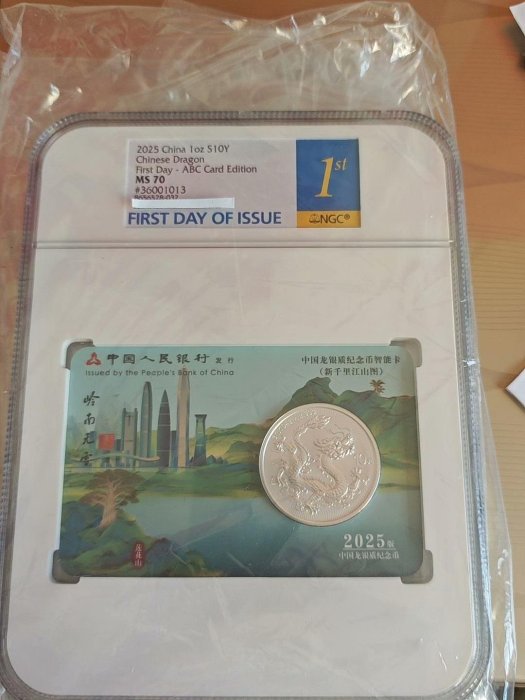 2025 China 1oz S10Y
Chinese Dragon
First Day - ABC Card Edition
MS 70
#36001013
FIRST DAY OF ISSUE
1st
NGC®
中国人民银行 发行
Issued by the People's Bank of China
中国龙银质纪念币智能卡
(新千里江山图)
岭南
2025版
中国龙银质纪念币